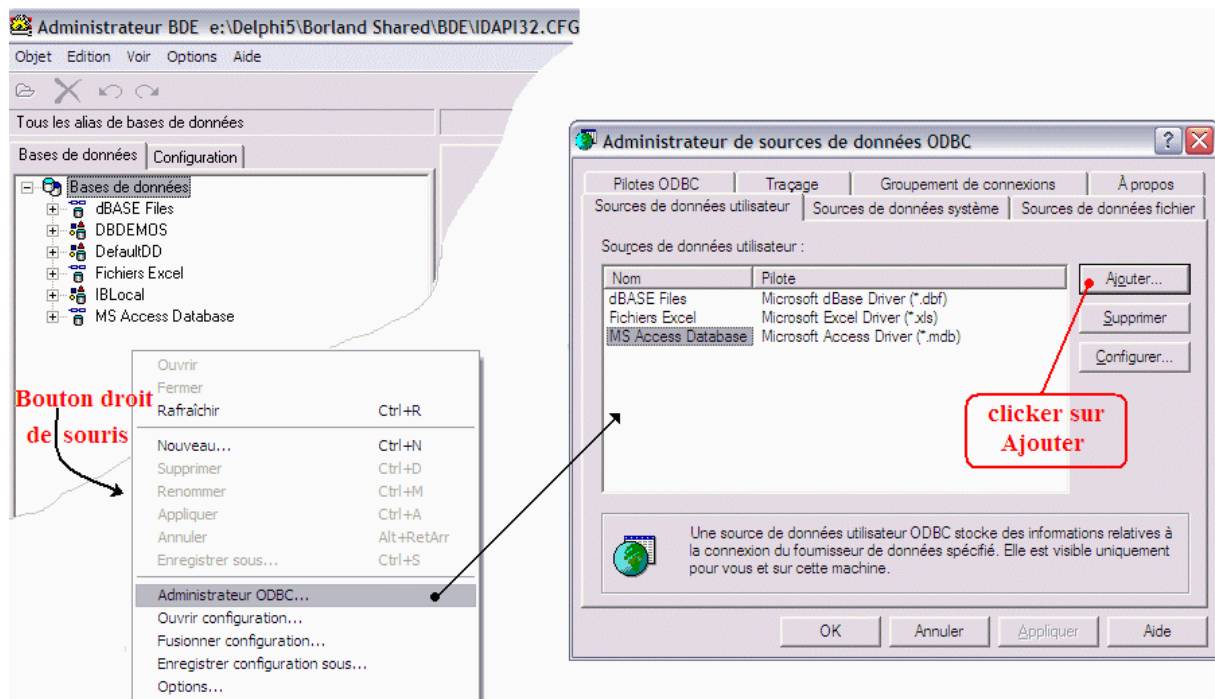 Administrateur BDE e:\Delphi5\Borland Shared\BDE\IDAPI32.CFG
Objet Edition Voir Options Aide
Tous les alias de bases de données
Bases de données Configuration
Bases de données
dBASE Files
DBDEMOS
DefaultDD
Fichiers Excel
IBLocal
MS Access Database
Bouton droit
de souris
Ouvrir
Fermer
Rafraîchir Ctrl+R
Nouveau... Ctrl+N
Supprimer Ctrl+D
Renommer Ctrl+M
Appliquer Ctrl+A
Annuler Alt+RetArr
Enregistrer sous... Ctrl+S
Administrateur ODBC...
Ouvrir configuration...
Fusionner configuration...
Enregistrer configuration sous...
Options...
Administrateur de sources de données ODBC
Pilotes ODBC Traçage Groupement de connexions À propos
Sources de données utilisateur Sources de données système Sources de données fichier
Sources de données utilisateur :
Nom Pilote
dBASE Files Microsoft dBase Driver (*.dbf)
Fichiers Excel Microsoft Excel Driver (*.xls)
MS Access Database Microsoft Access Driver (*.mdb)
Ajouter...
Supprimer
Configurer...
clicker sur
Ajouter
Une source de données utilisateur ODBC stocke des informations relatives à
la connexion du fournisseur de données spécifié. Elle est visible uniquement
pour vous et sur cette machine.
OK Annuler Appliquer Aide